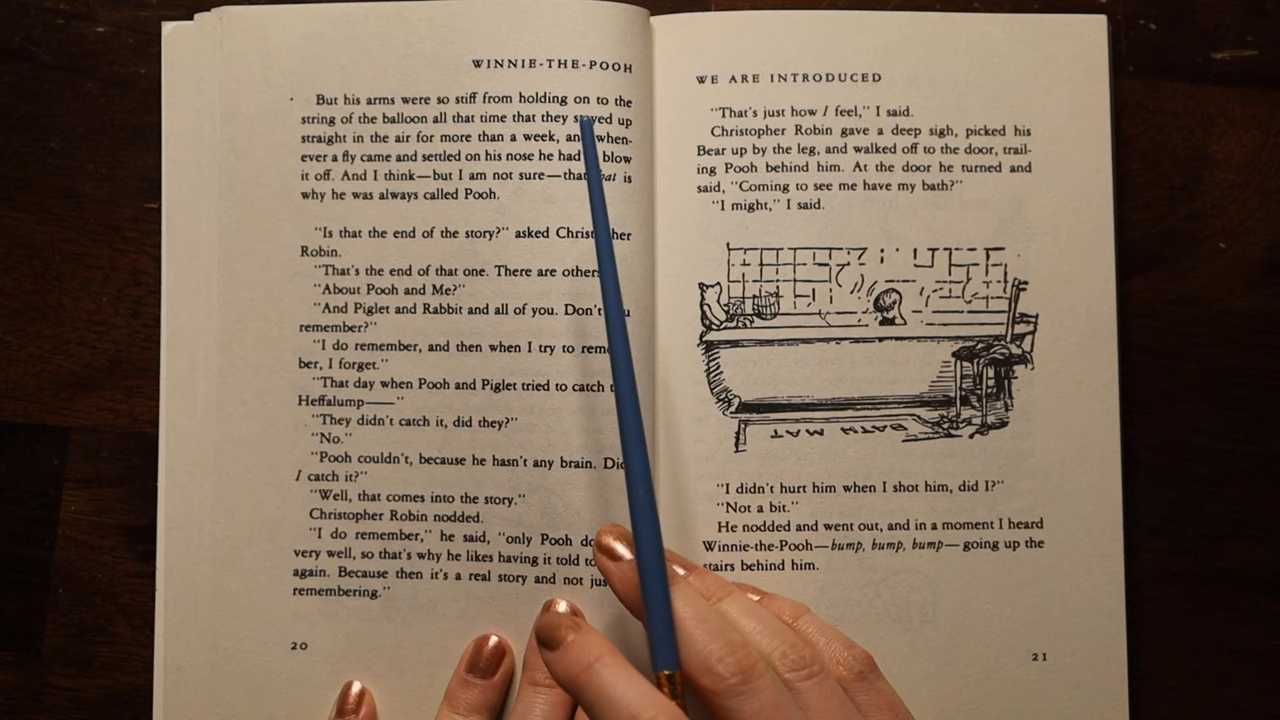 WINNIE-THE-POOH
But his arms were so stiff from holding on to the
string of the balloon all that time that they stayed up
straight in the air for more than a week, and when-
ever a fly came and settled on his nose he had blow
it off. And I think—but I am not sure—that is
why he was always called Pooh.
"Is that the end of the story?" asked Christopher
Robin.
"That's the end of that one. There are others
"About Pooh and Me?"
"And Piglet and Rabbit and all of you. Don't
remember?"
"I do remember, and then when I try to remem
ber, I forget."
"That day when Pooh and Piglet tried to catch
Heffalump——"
"They didn't catch it, did they?"
"No."
"Pooh couldn't, because he hasn't any brain. Did
I catch it?"
"Well, that comes into the story."
Christopher Robin nodded.
"I do remember," he said, "only Pooh
very well, so that's why he likes having it told to
again. Because then it's a real story and not just
remembering."
20
WE ARE INTRODUCED
"That's just how I feel," I said.
Christopher Robin gave a deep sigh, picked his
Bear up by the leg, and walked off to the door, trail-
ing Pooh behind him. At the door he turned and
said, "Coming to see me have my bath?"
"I might," I said.
BATH MAT
"I didn't hurt him when I shot him, did I?"
"Not a bit."
He nodded and went out, and in a moment I heard
Winnie-the-Pooh—bump, bump, bump—going up the
stairs behind him.
21